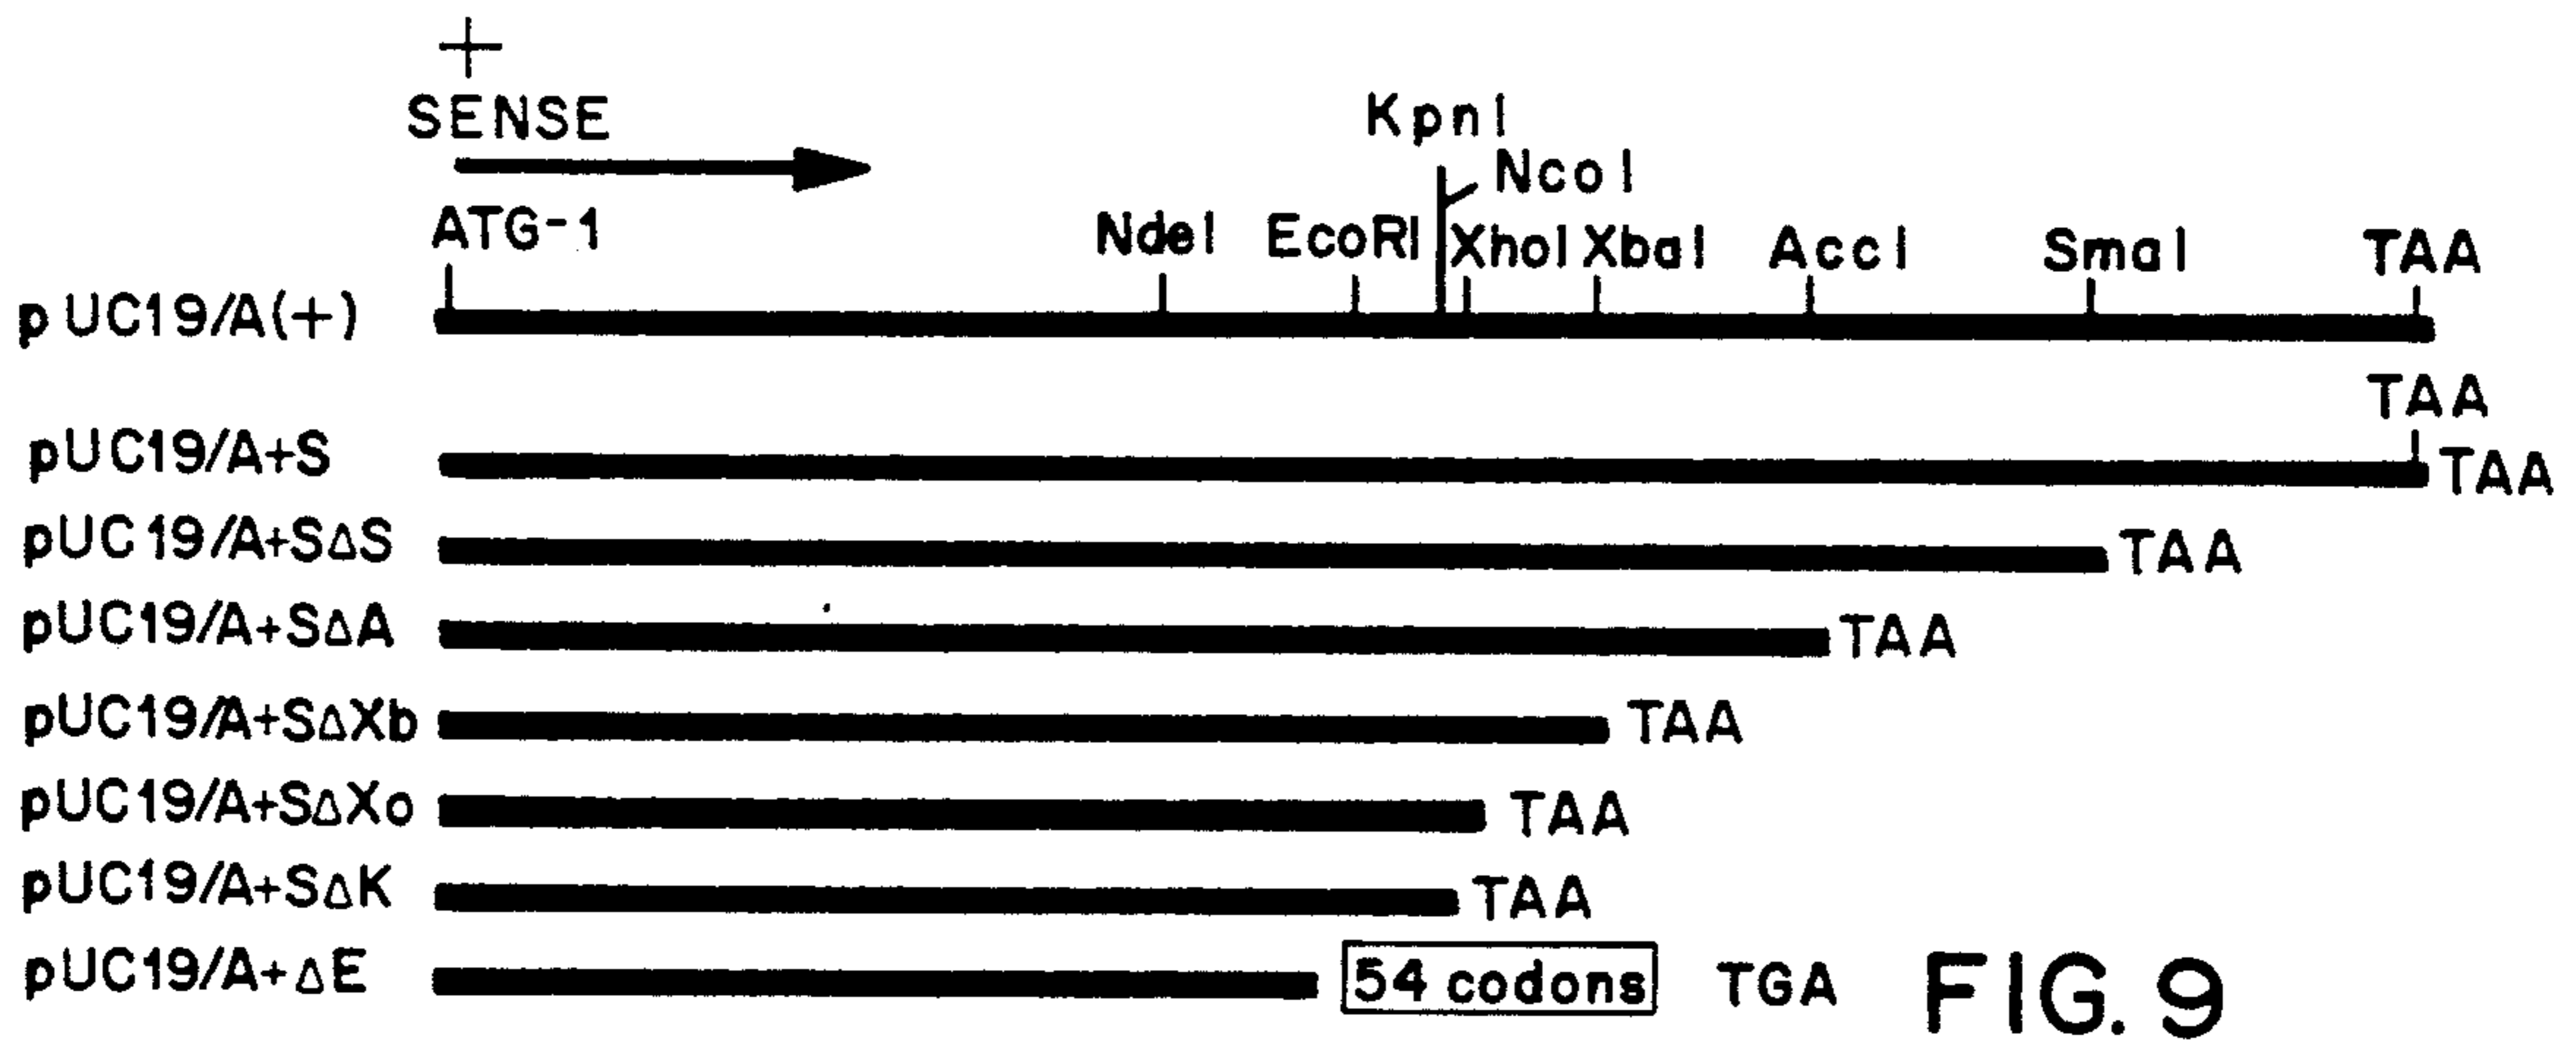 +
SENSE
KpnI
NcoI
ATG-1
NdeI EcoRI XhoI XbaI AccI SmaI TAA
pUC19/A(+)
TAA
pUC19/A+S TAA
pUC19/A+SΔS TAA
pUC19/A+SΔA TAA
pUC19/A+SΔXb TAA
pUC19/A+SΔXo TAA
pUC19/A+SΔK TAA
pUC19/A+ΔE 54 codons TGA
FIG. 9